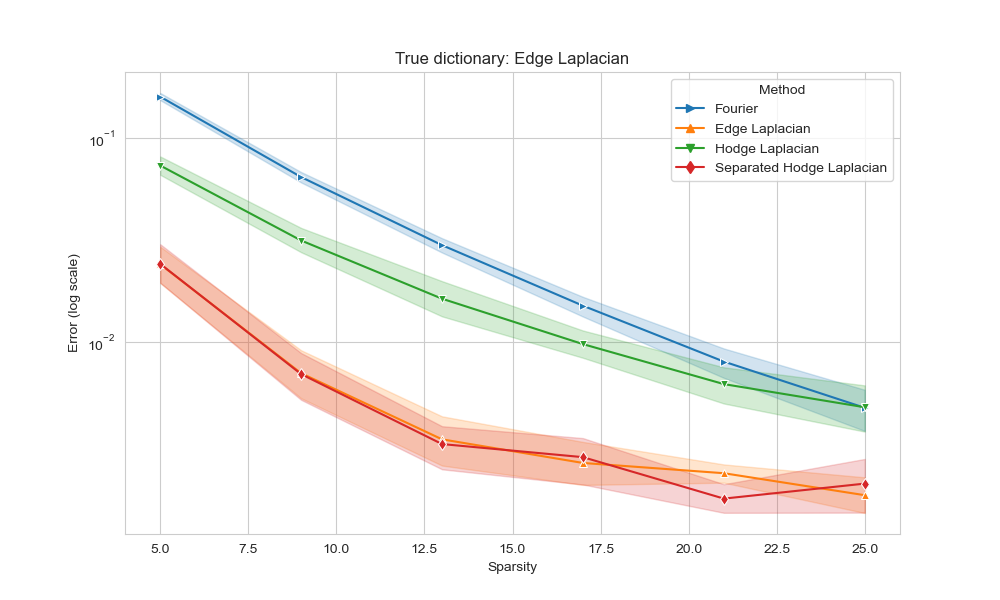 True dictionary: Edge Laplacian
Method
Fourier
Edge Laplacian
Hodge Laplacian
Separated Hodge Laplacian
Error (log scale)
10⁻¹
10⁻²
5.0 7.5 10.0 12.5 15.0 17.5 20.0 22.5 25.0
Sparsity